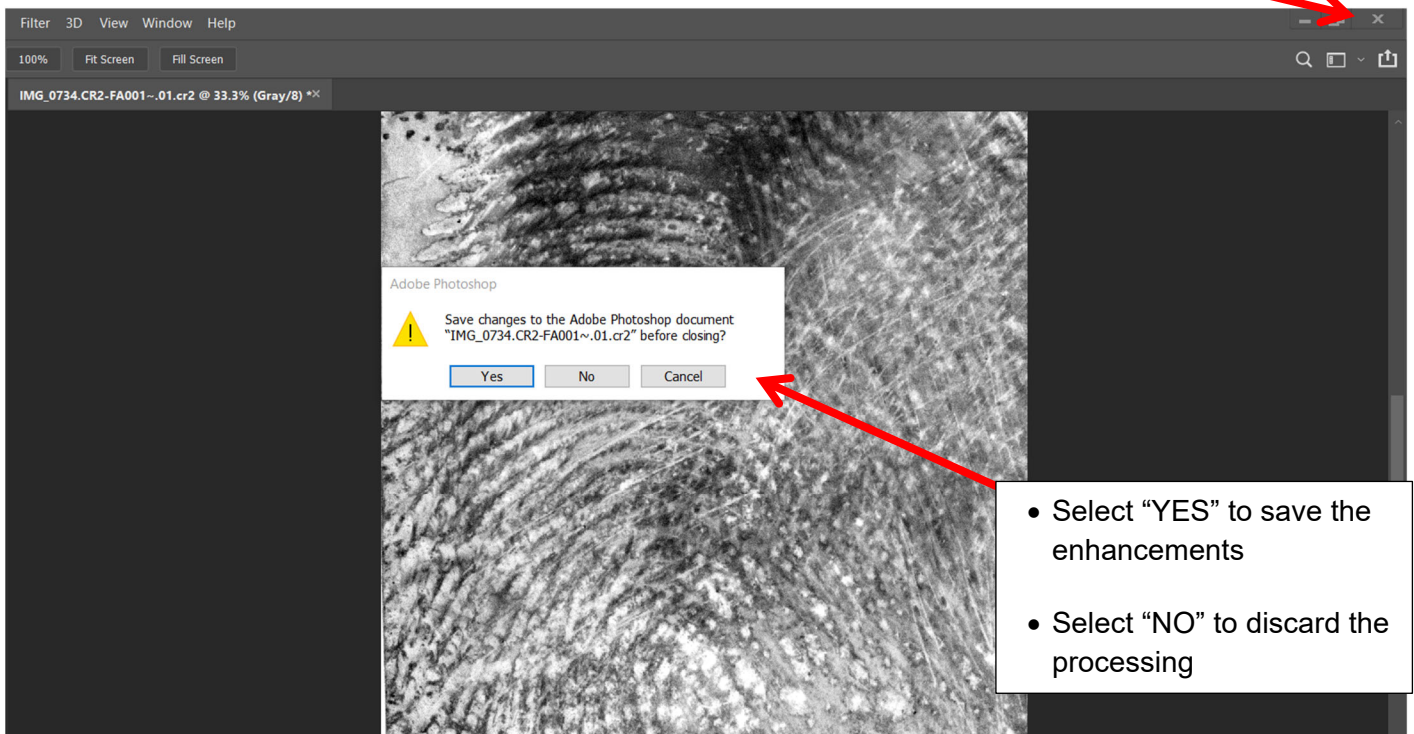 Filter 3D View Window Help
100% Fit Screen Fill Screen
IMG_0734.CR2-FA001~.01.cr2 @ 33.3% (Gray/8) *
Adobe Photoshop
Save changes to the Adobe Photoshop document
“IMG_0734.CR2-FA001~.01.cr2” before closing?
Yes No Cancel
• Select “YES” to save the
enhancements
• Select “NO” to discard the
processing